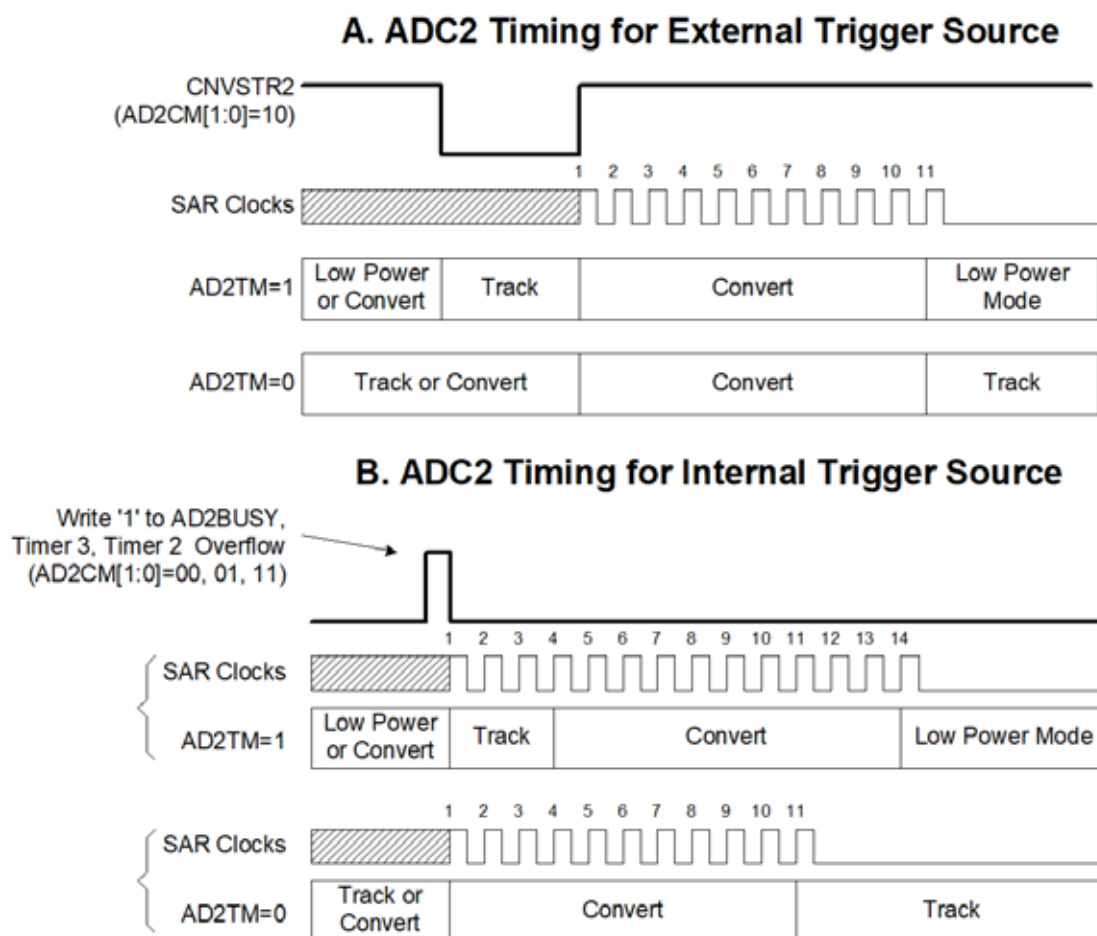 A. ADC2 Timing for External Trigger Source
CNVSTR2
(AD2CM[1:0]=10)
1 2 3 4 5 6 7 8 9 10 11
SAR Clocks
AD2TM=1
Low Power
or Convert
Track
Convert
Low Power
Mode
AD2TM=0
Track or Convert
Convert
Track
B. ADC2 Timing for Internal Trigger Source
Write '1' to AD2BUSY,
Timer 3, Timer 2 Overflow
(AD2CM[1:0]=00, 01, 11)
1 2 3 4 5 6 7 8 9 10 11 12 13 14
SAR Clocks
AD2TM=1
Low Power
or Convert
Track
Convert
Low Power Mode
1 2 3 4 5 6 7 8 9 10 11
SAR Clocks
AD2TM=0
Track or
Convert
Convert
Track